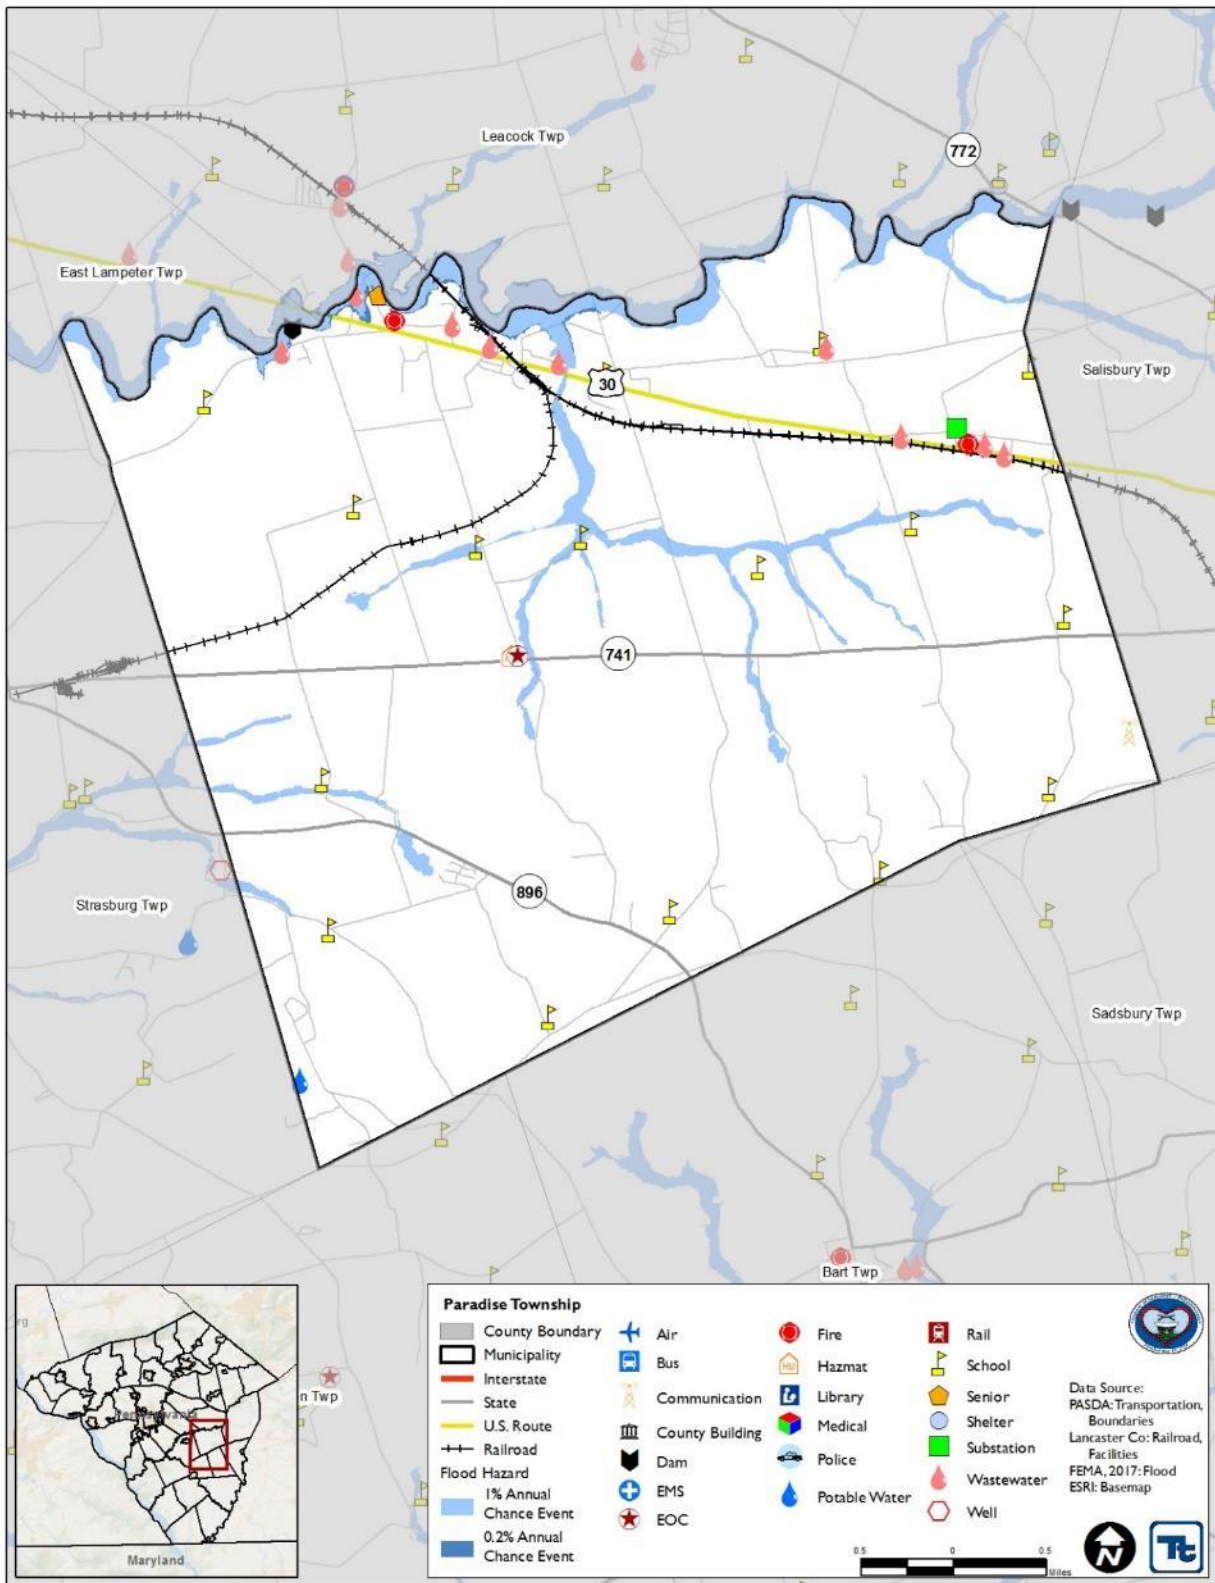 Leacock Twp
772
East Lampeter Twp
30
Salisbury Twp
741
896
Strasburg Twp
Sadsbury Twp
Bart Twp
n Twp
Pennsylvania
Maryland
Paradise Township
County Boundary
Municipality
Interstate
State
U.S. Route
Railroad
Flood Hazard
1% Annual
Chance Event
0.2% Annual
Chance Event
Air
Bus
Communication
County Building
Dam
EMS
EOC
Fire
Hazmat
Library
Medical
Police
Potable Water
Rail
School
Senior
Shelter
Substation
Wastewater
Well
Data Source:
PASDA: Transportation,
Boundaries
Lancaster Co: Railroad,
Facilities
FEMA, 2017: Flood
ESRI: Basemap
0.5 0 0.5
Miles
N
Tt